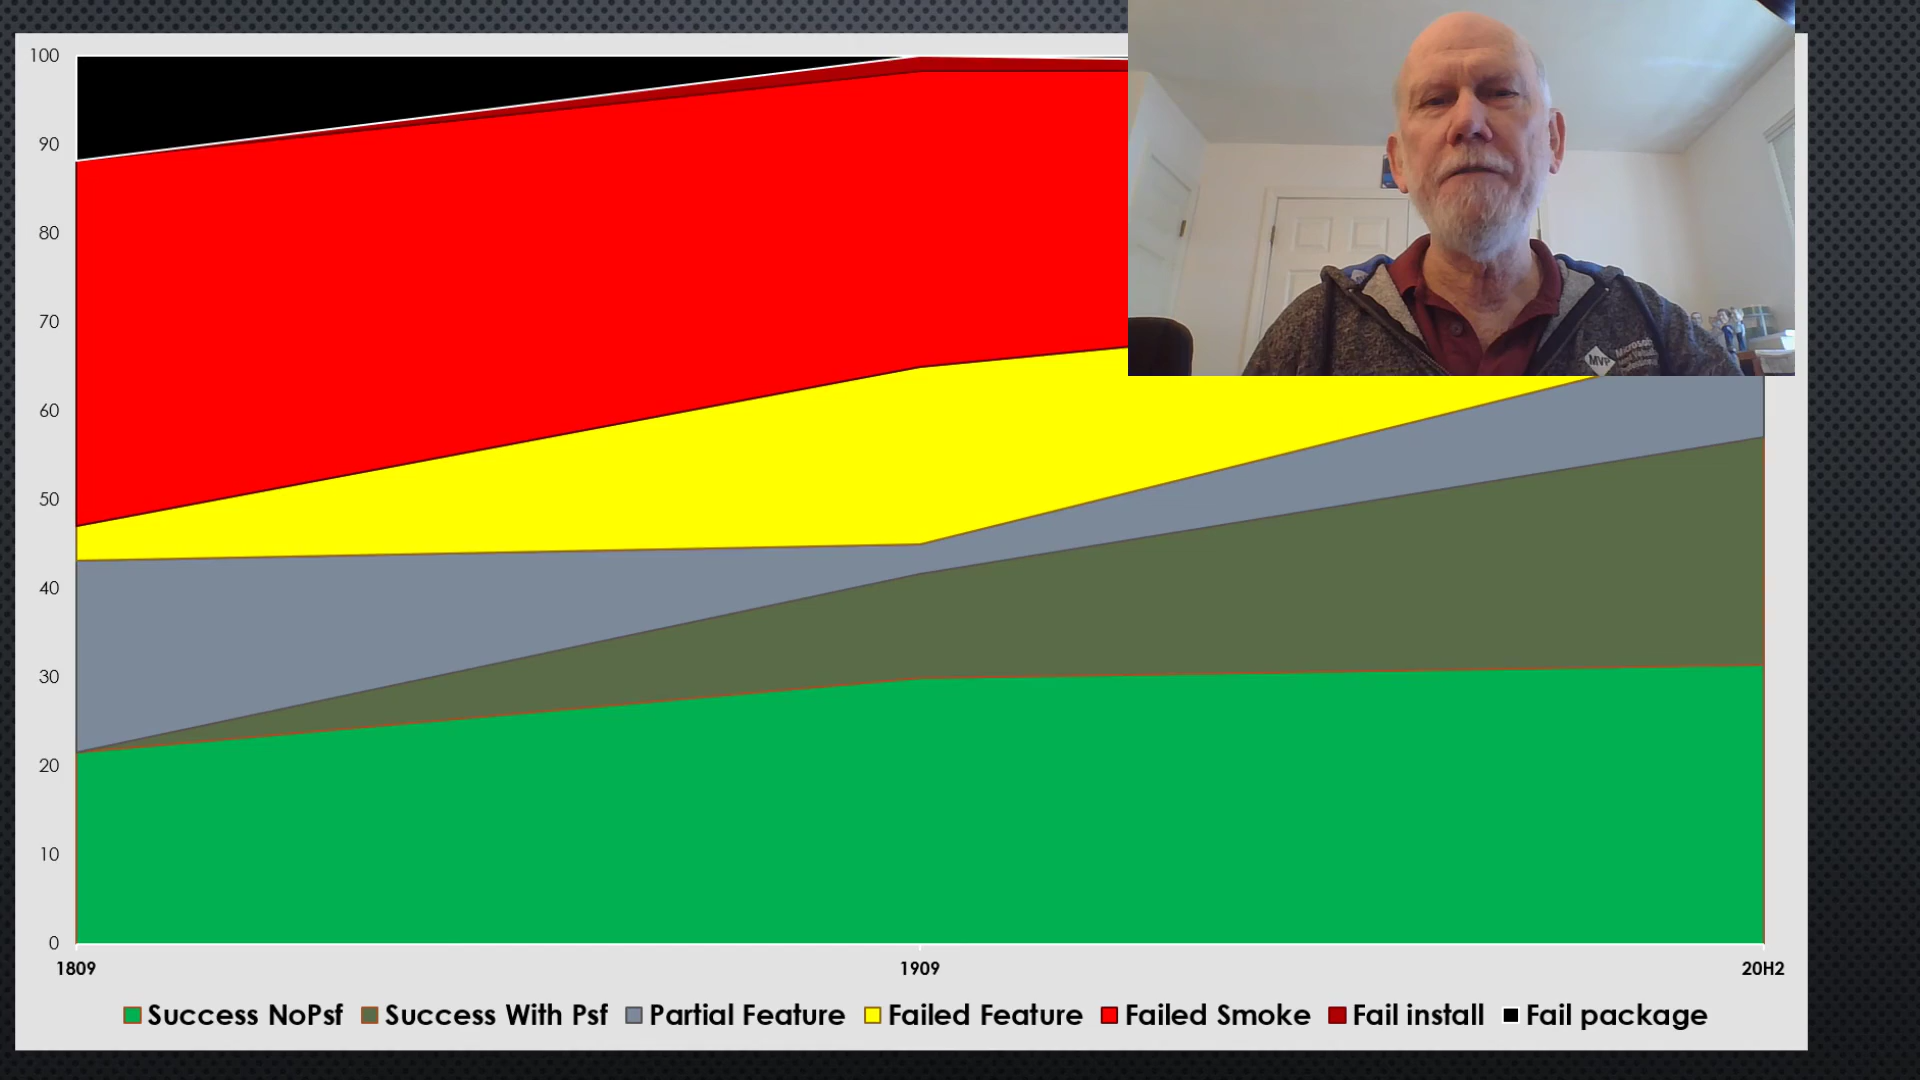 100
90
80
70
60
50
40
30
20
10
0
1809 1909 20H2
Success NoPsf Success With Psf Partial Feature Failed Feature Failed Smoke Fail install Fail package
MVP
Microsoft